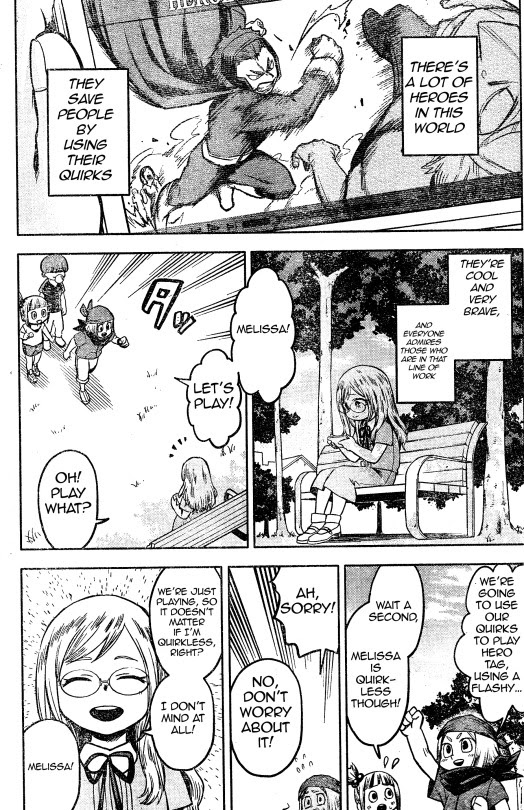 HERO
THERE'S
A LOT OF
HEROES
IN THIS
WORLD
THEY
SAVE
PEOPLE
BY
USING
THEIR
QUIRKS
THEY'RE
COOL
AND
VERY
BRAVE,
AND
EVERYONE
ADMIRES
THOSE WHO
ARE IN THAT
LINE OF
WORK
MELISSA!
LET'S
PLAY!
OH!
PLAY
WHAT?
WE'RE
GOING
TO USE
OUR
QUIRKS
TO PLAY
HERO
TAG,
USING A
FLASHY...
WAIT A
SECOND,
MELISSA
IS
QUIRK-
LESS
THOUGH!
AH,
SORRY!
NO,
DON'T
WORRY
ABOUT
IT!
WE'RE JUST
PLAYING, SO
IT DOESN'T
MATTER
IF I'M
QUIRKLESS,
RIGHT?
I DON'T
MIND AT
ALL!
MELISSA!